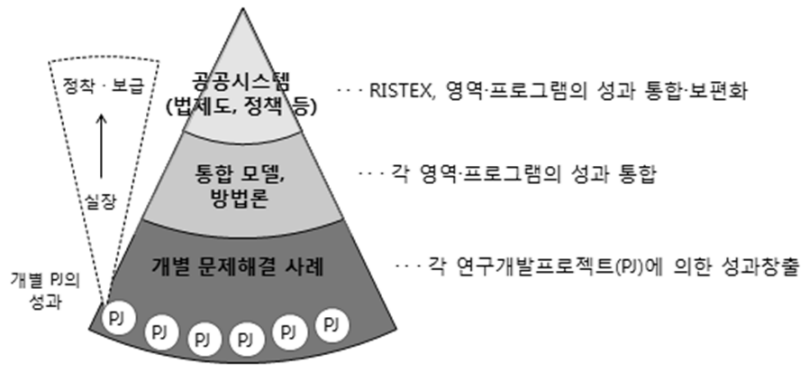 공공시스템
(법제도, 정책 등)
··· RISTEX, 영역·프로그램의 성과 통합·보편화
정착 · 보급
통합 모델,
방법론
··· 각 영역·프로그램의 성과 통합
실장
개별 문제해결 사례
··· 각 연구개발프로젝트(PJ)에 의한 성과창출
개별 PJ의
성과
PJ
PJ
PJ
PJ
PJ
PJ